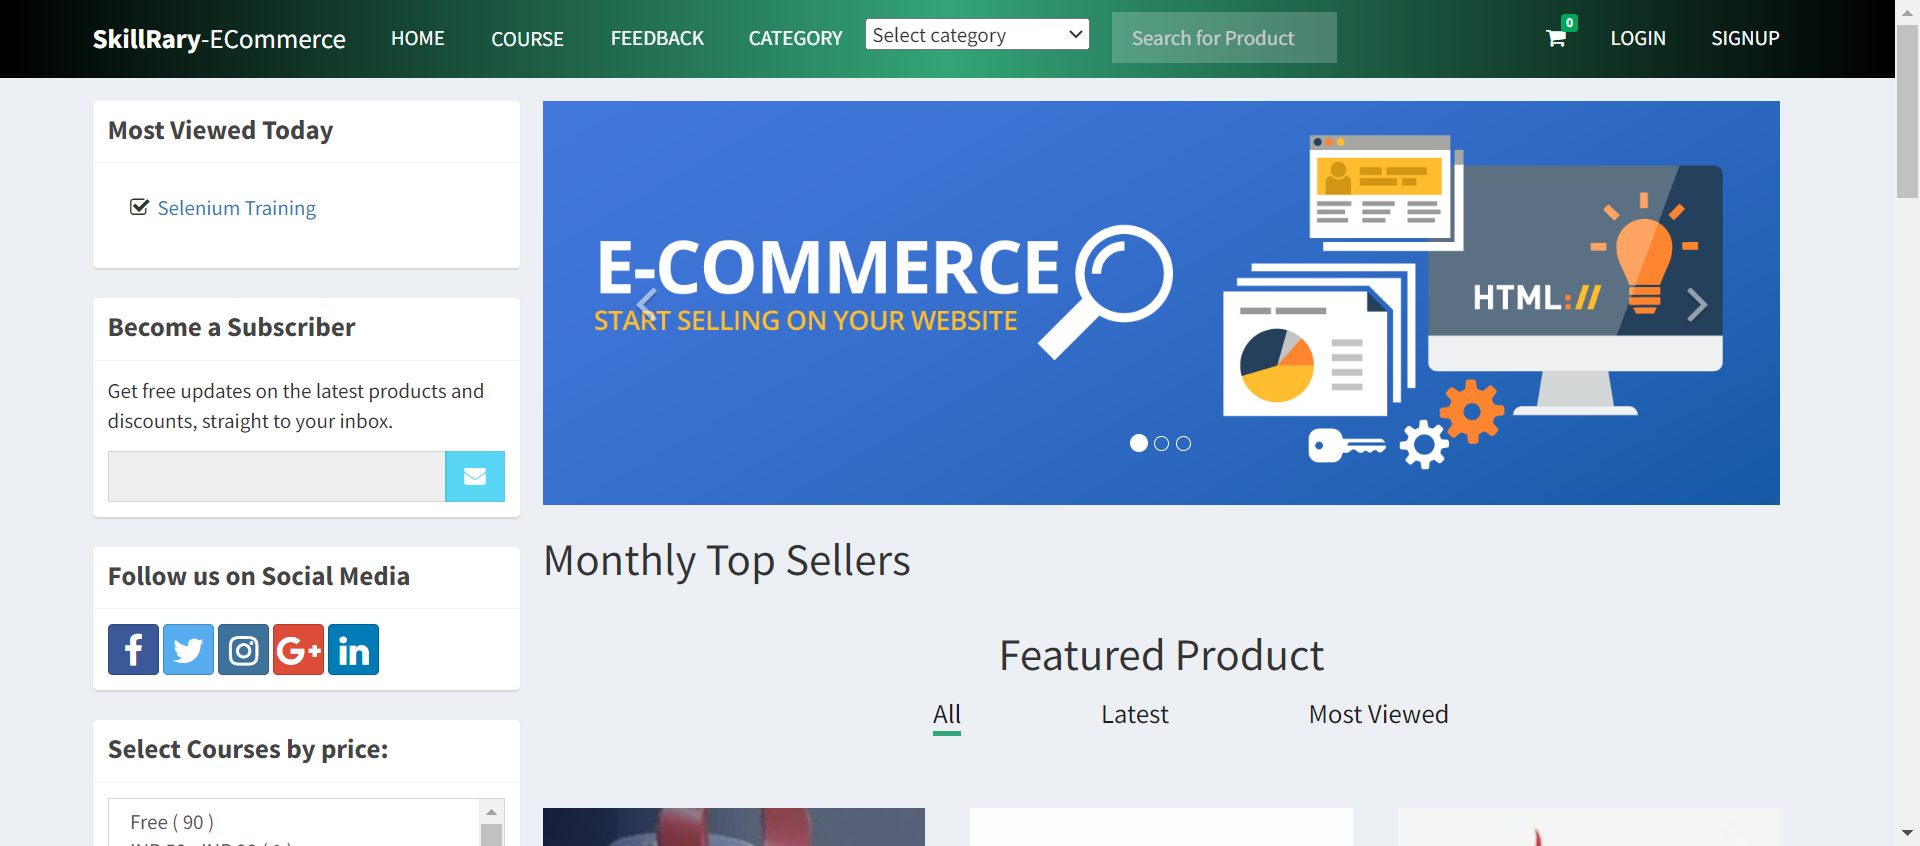 SkillRary-ECommerce HOME COURSE FEEDBACK CATEGORY Select category Search for Product 0 LOGIN SIGNUP
Most Viewed Today
Selenium Training
Become a Subscriber
Get free updates on the latest products and
discounts, straight to your inbox.
Follow us on Social Media
Select Courses by price:
Free ( 90 )
E-COMMERCE
START SELLING ON YOUR WEBSITE
HTML://
Monthly Top Sellers
Featured Product
All Latest Most Viewed